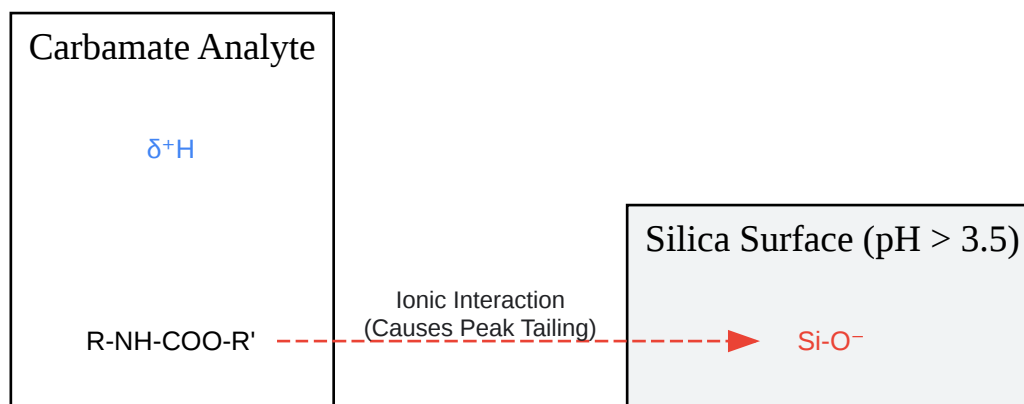 Carbamate Analyte
δ⁺H
R-NH-COO-R'
Ionic Interaction
(Causes Peak Tailing)
Silica Surface (pH > 3.5)
Si-O⁻